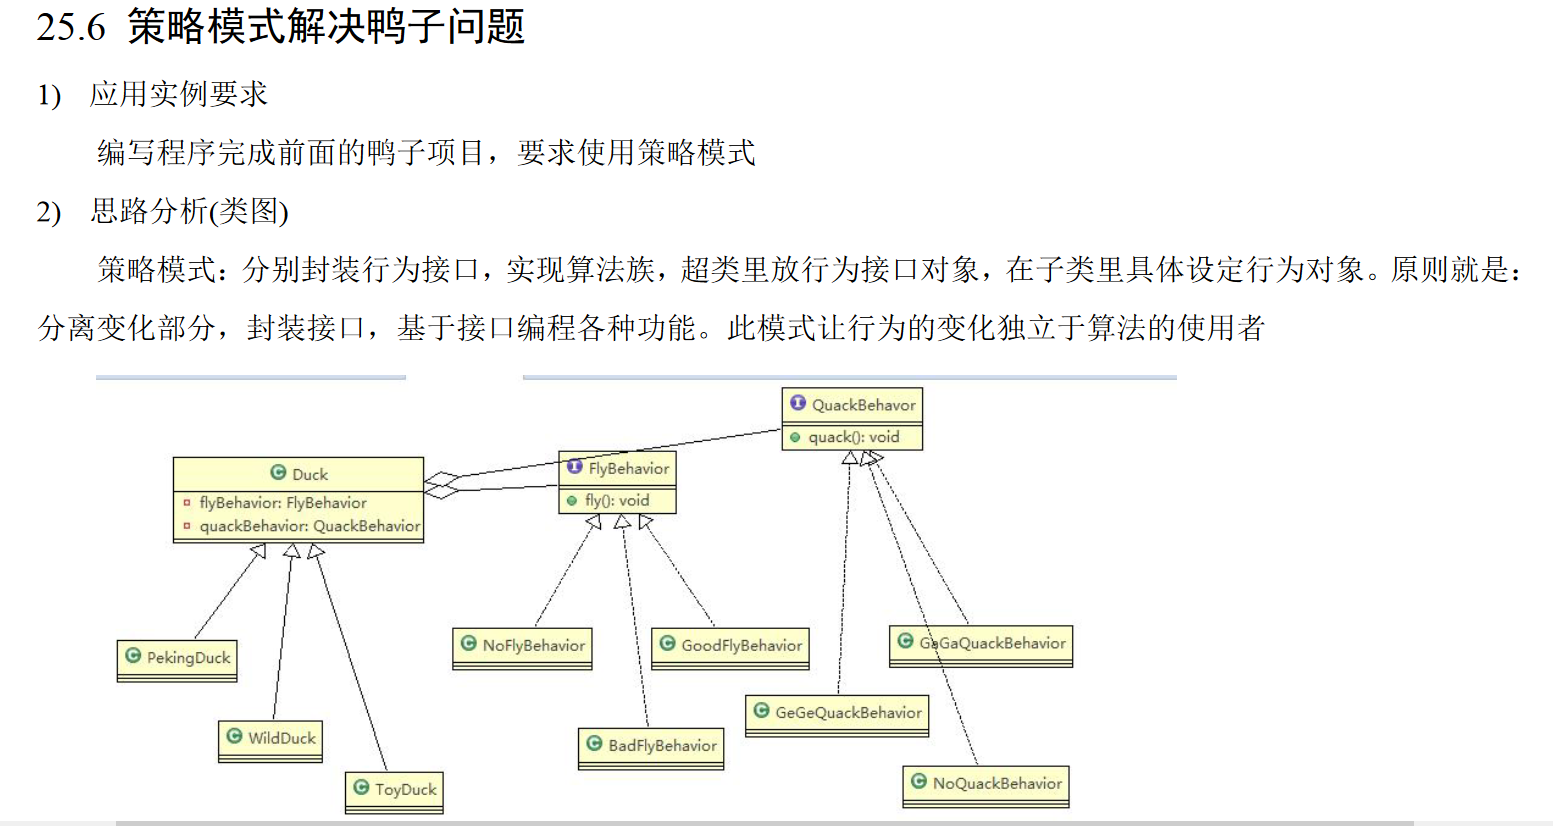 25.6 策略模式解决鸭子问题
1) 应用实例要求
编写程序完成前面的鸭子项目，要求使用策略模式
2) 思路分析(类图)
策略模式：分别封装行为接口，实现算法族，超类里放行为接口对象，在子类里具体设定行为对象。原则就是：
分离变化部分，封装接口，基于接口编程各种功能。此模式让行为的变化独立于算法的使用者
I QuackBehavor
quack(): void
C Duck
flyBehavior: FlyBehavior
quackBehavior: QuackBehavior
I FlyBehavior
fly(): void
C PekingDuck
C WildDuck
C ToyDuck
C NoFlyBehavior
C GoodFlyBehavior
C BadFlyBehavior
C GaGaQuackBehavior
C GeGeQuackBehavior
C NoQuackBehavior